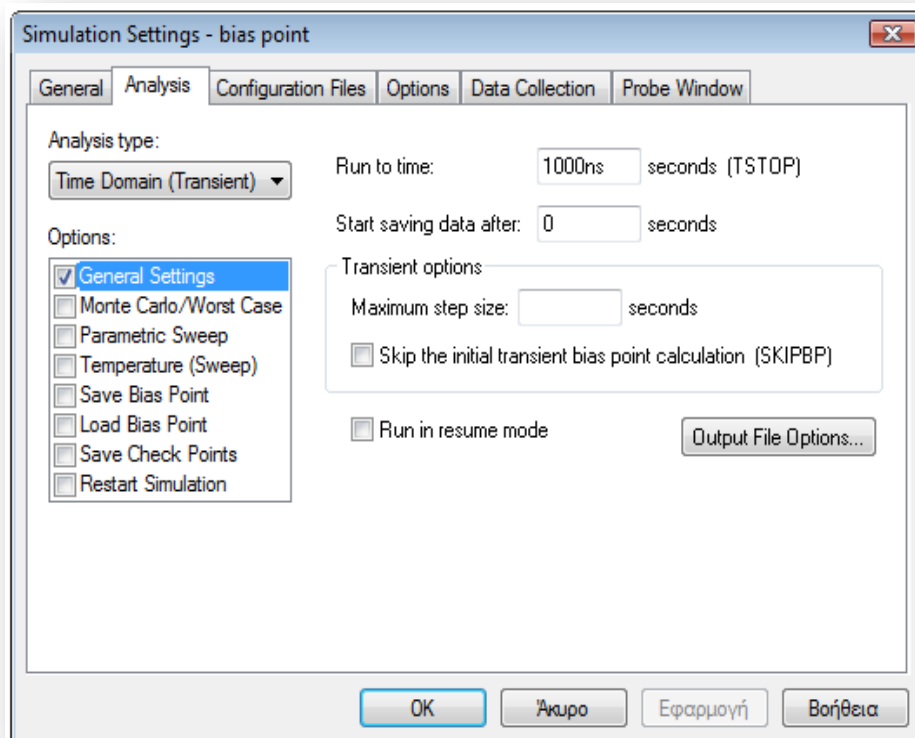 Simulation Settings - bias point
General Analysis Configuration Files Options Data Collection Probe Window
Analysis type:
Time Domain (Transient)
Options:
General Settings
Monte Carlo/Worst Case
Parametric Sweep
Temperature (Sweep)
Save Bias Point
Load Bias Point
Save Check Points
Restart Simulation
Run to time: 1000ns seconds (TSTOP)
Start saving data after: 0 seconds
Transient options
Maximum step size: seconds
Skip the initial transient bias point calculation (SKIPBP)
Run in resume mode
Output File Options...
OK Άκυρο Εφαρμογή Βοήθεια